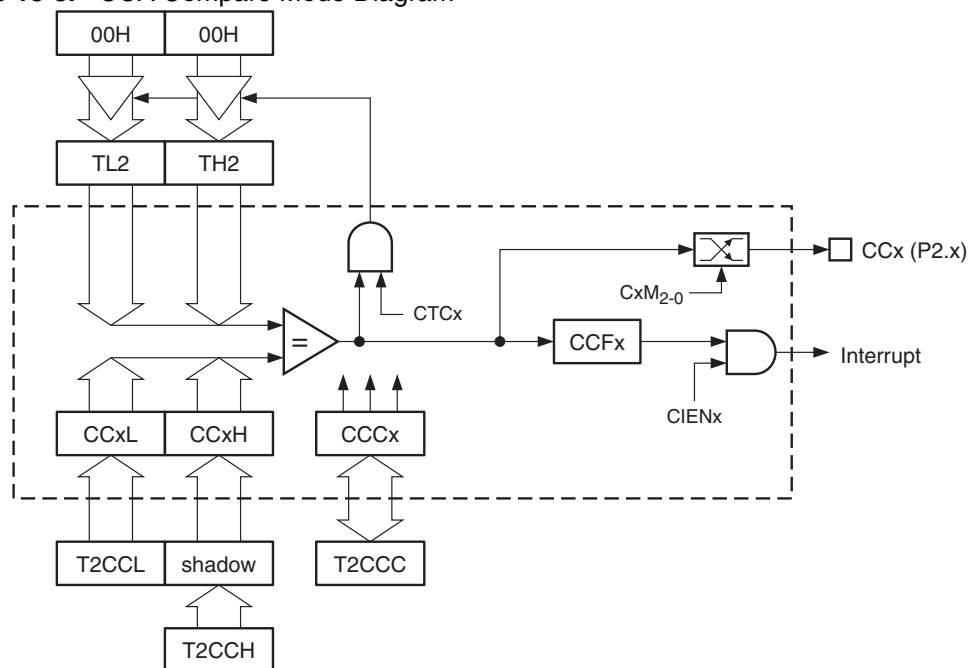 CCA Compare Mode Diagram
00H 00H
TL2 TH2
CCx (P2.x)
CxM2-0
CTCx
=
CCFx
Interrupt
CIENx
CCxL CCxH CCCx
T2CCL shadow T2CCC
T2CCH